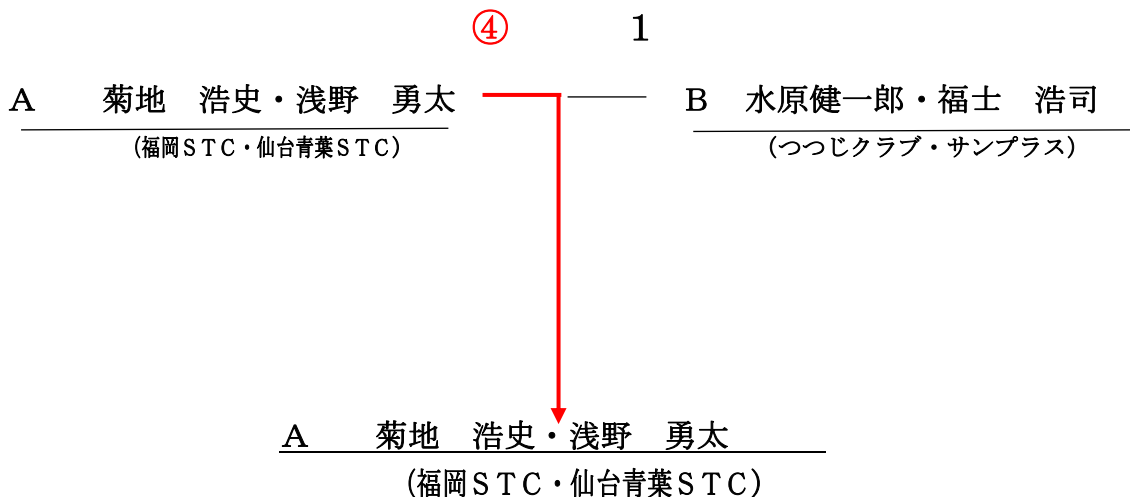 ④ 1
A 菊地 浩史・浅野 勇太 B 水原健一郎・福士 浩司
(福岡STC・仙台青葉STC) (つつじクラブ・サンプラス)
A 菊地 浩史・浅野 勇太
(福岡STC・仙台青葉STC)